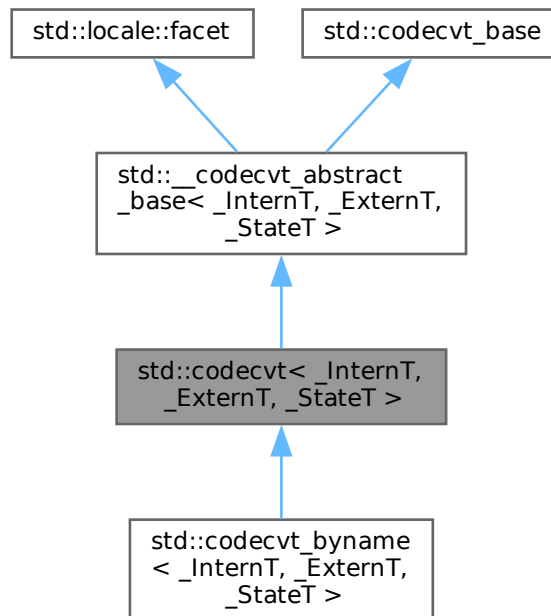 std::locale::facet
std::codecvt_base
std::__codecvt_abstract
_base< _InternT, _ExternT,
_StateT >
std::codecvt< _InternT,
_ExternT, _StateT >
std::codecvt_byname
< _InternT, _ExternT,
_StateT >